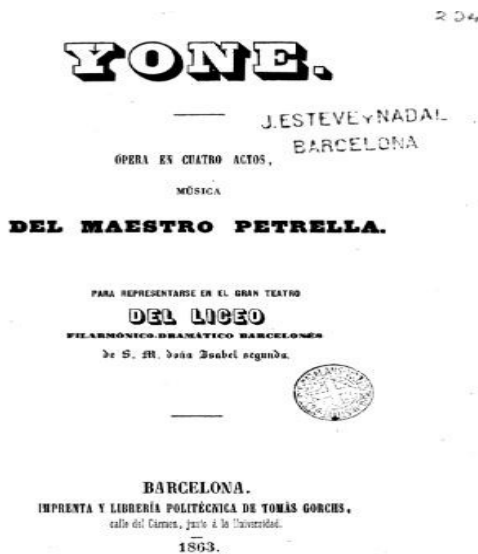 204
YONE.
J. ESTEVE Y NADAL
BARCELONA
ÓPERA EN CUATRO ACTOS,
MÚSICA
DEL MAESTRO PETRELLA.
PARA REPRESENTARSE EN EL GRAN TEATRO
DEL LICEO
FILARMÓNICO-DRAMÁTICO BARCELONÉS
de S. M. doña Isabel segunda.
BARCELONA.
IMPRENTA Y LIBRERÍA POLITÉCNICA DE TOMÁS GORCHS,
calle del Cármen, junto á la Universidad.
1863.